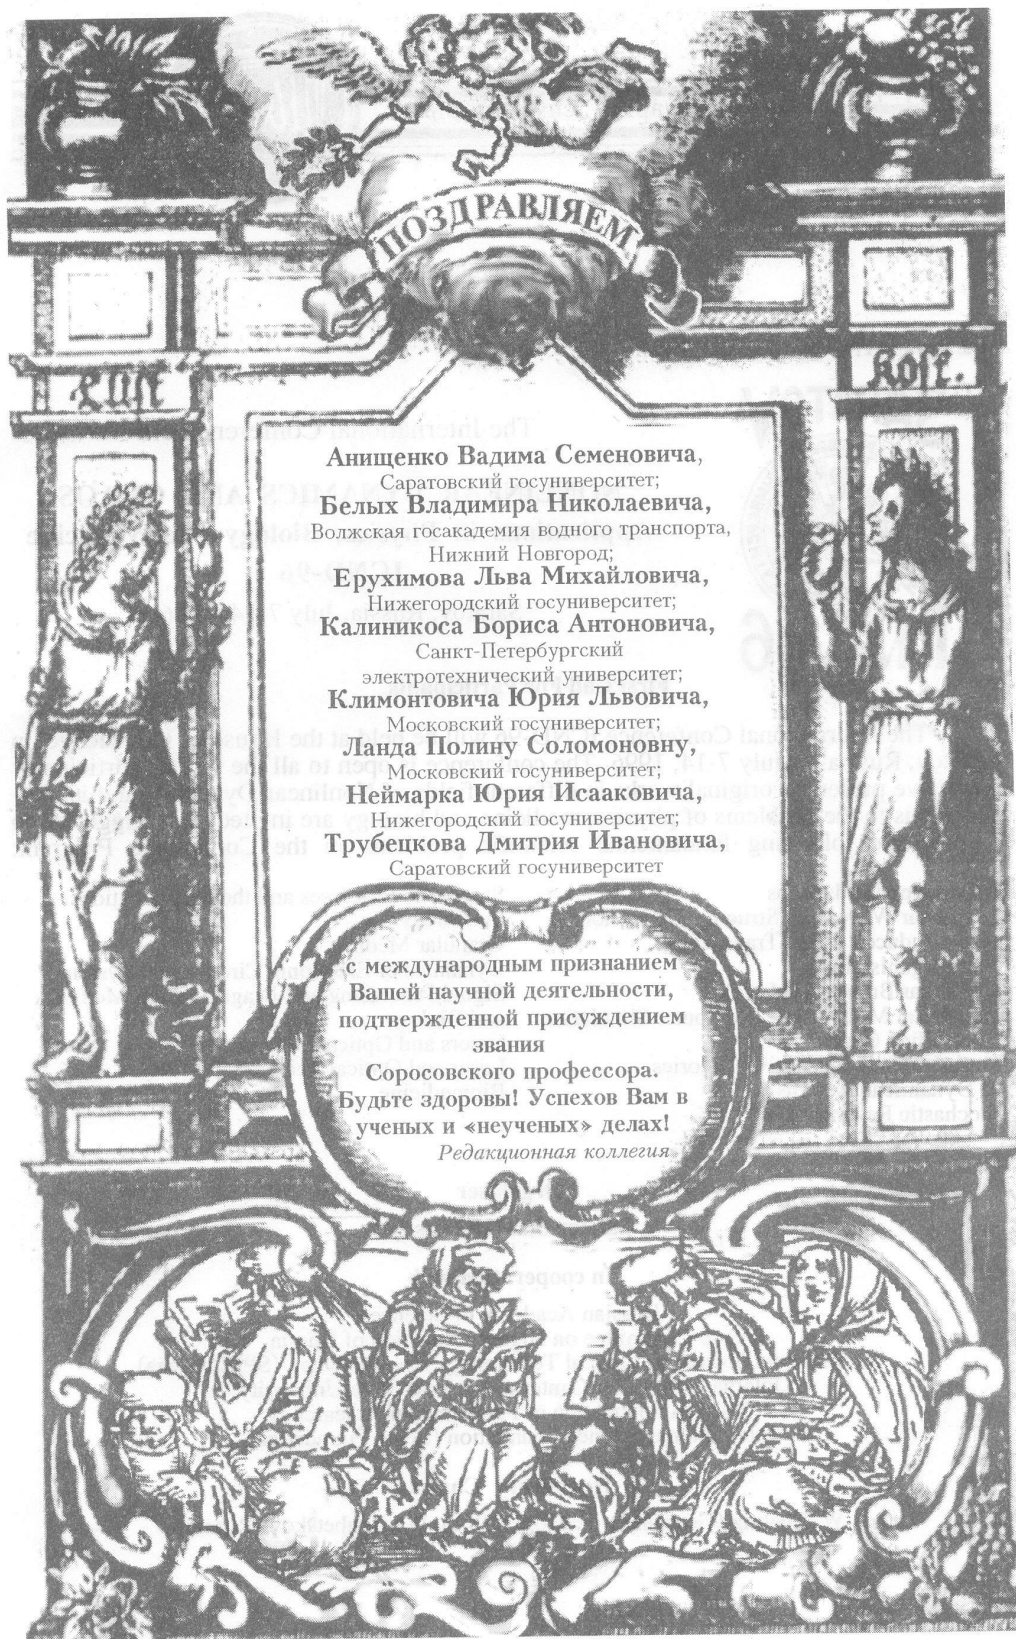 ПОЗДРАВЛЯЕМ
Lust
Kost.
Анищенко Вадима Семеновича,
Саратовский госуниверситет;
Белых Владимира Николаевича,
Волжская госакадемия водного транспорта,
Нижний Новгород;
Ерухимова Льва Михайловича,
Нижегородский госуниверситет;
Калиникоса Бориса Антоновича,
Санкт-Петербургский
электротехнический университет;
Климонтовича Юрия Львовича,
Московский госуниверситет;
Ланда Полину Соломоновну,
Московский госуниверситет;
Неймарка Юрия Исааковича,
Нижегородский госуниверситет;
Трубецкова Дмитрия Ивановича,
Саратовский госуниверситет
с международным признанием
Вашей научной деятельности,
подтвержденной присуждением
звания
Соросовского профессора.
Будьте здоровы! Успехов Вам в
ученых и «неученых» делах!
Редакционная коллегия